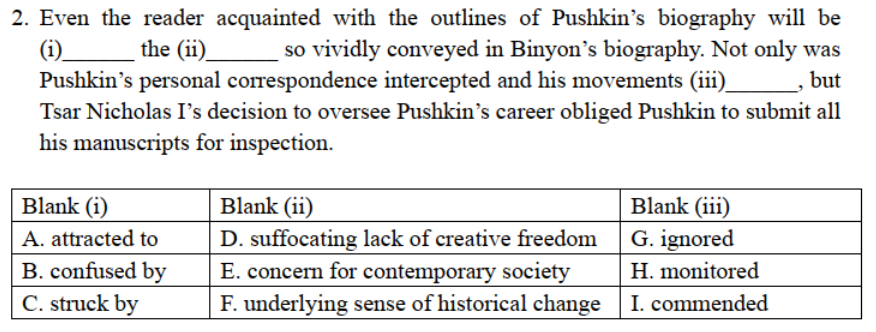 2. Even the reader acquainted with the outlines of Pushkin's biography will be
(i)______ the (ii)_______ so vividly conveyed in Binyon's biography. Not only was
Pushkin's personal correspondence intercepted and his movements (iii)_______, but
Tsar Nicholas I's decision to oversee Pushkin's career obliged Pushkin to submit all
his manuscripts for inspection.
Blank (i) Blank (ii) Blank (iii)
A. attracted to D. suffocating lack of creative freedom G. ignored
B. confused by E. concern for contemporary society H. monitored
C. struck by F. underlying sense of historical change I. commended